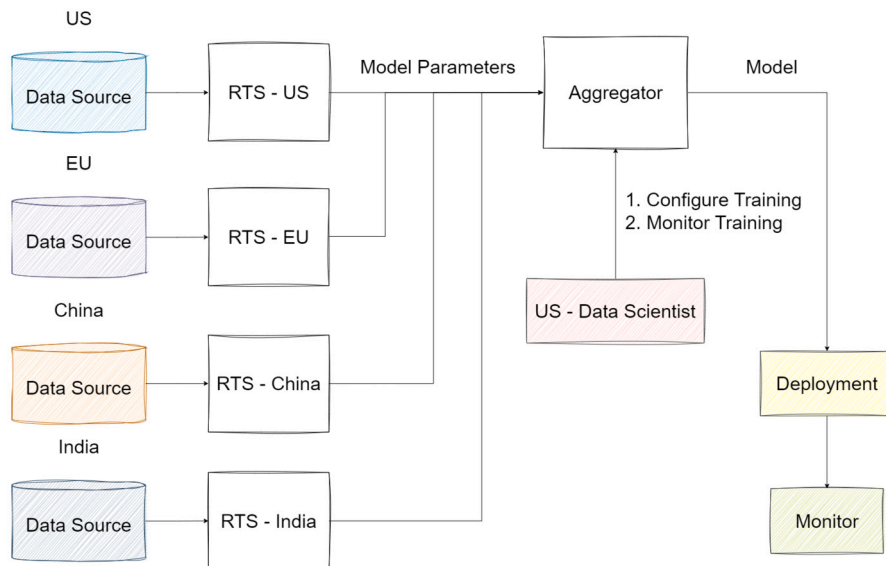 US
Data Source
RTS - US
Model Parameters
Aggregator
Model
EU
Data Source
RTS - EU
1. Configure Training
2. Monitor Training
US - Data Scientist
China
Data Source
RTS - China
Deployment
India
Data Source
RTS - India
Monitor